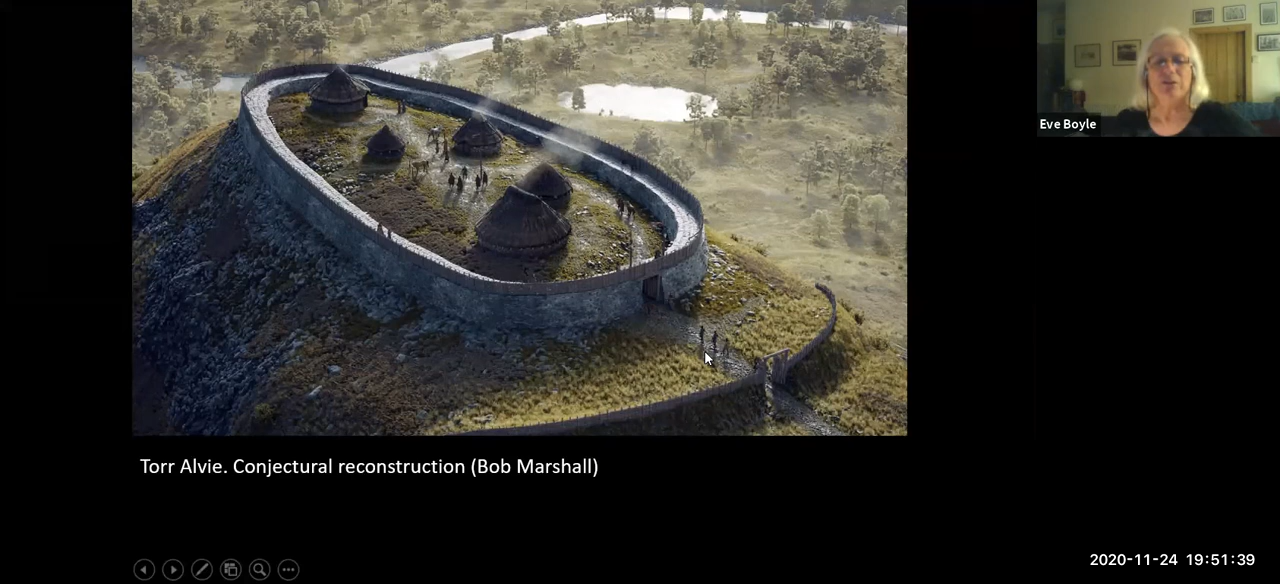 Eve Boyle
Torr Alvie. Conjectural reconstruction (Bob Marshall)
2020-11-24 19:51:39